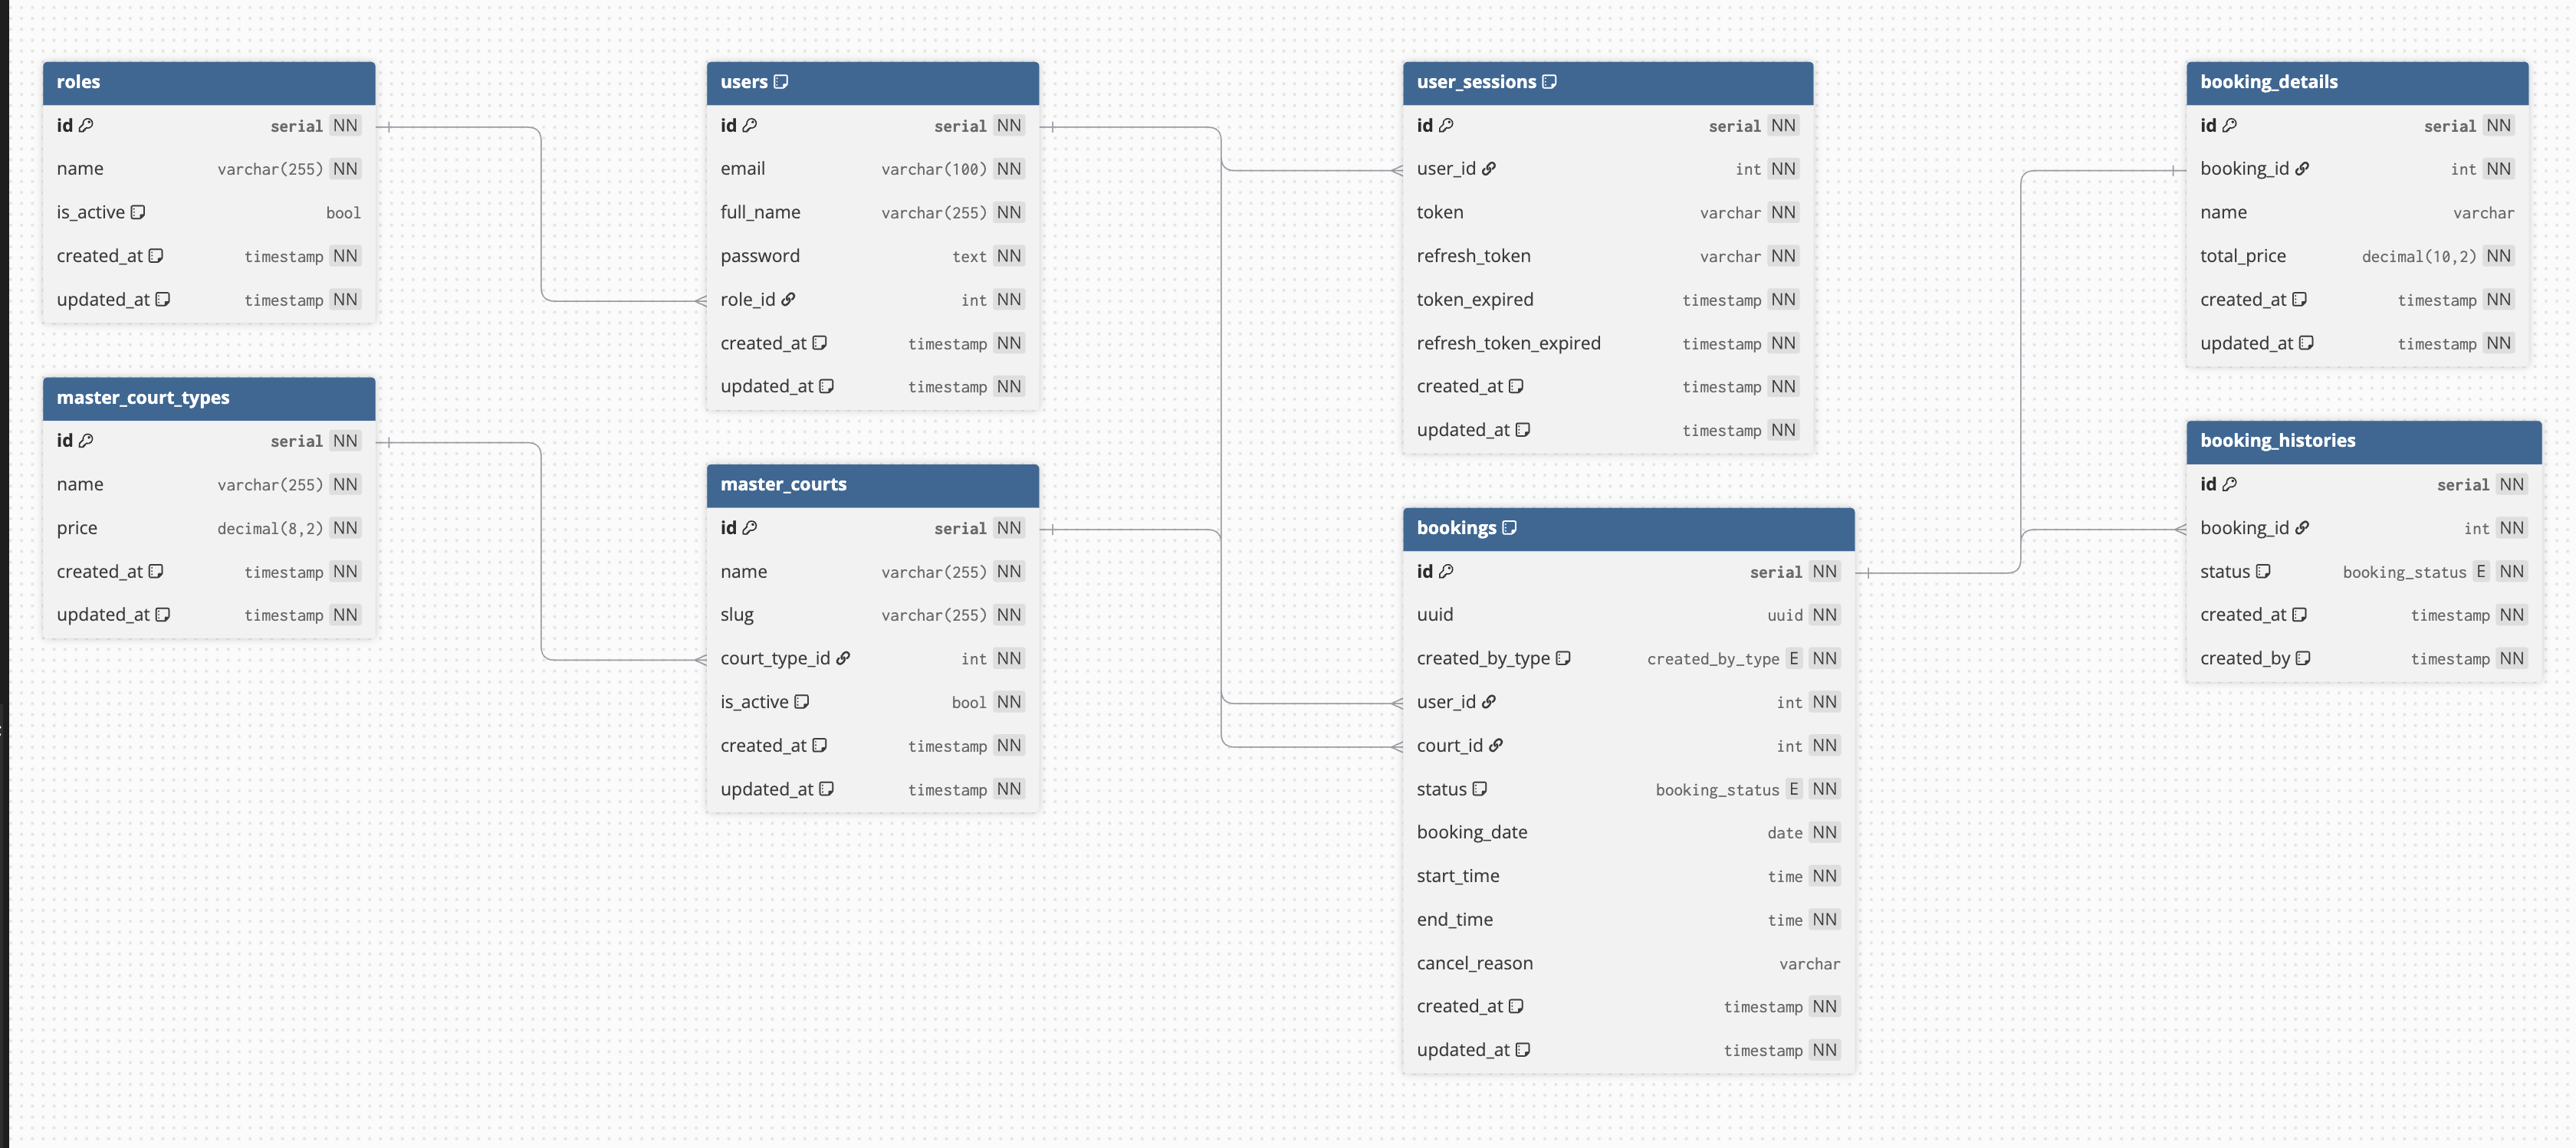 roles
id serial NN
name varchar(255) NN
is_active bool
created_at timestamp NN
updated_at timestamp NN
master_court_types
id serial NN
name varchar(255) NN
price decimal(8,2) NN
created_at timestamp NN
updated_at timestamp NN
users
id serial NN
email varchar(100) NN
full_name varchar(255) NN
password text NN
role_id int NN
created_at timestamp NN
updated_at timestamp NN
master_courts
id serial NN
name varchar(255) NN
slug varchar(255) NN
court_type_id int NN
is_active bool NN
created_at timestamp NN
updated_at timestamp NN
user_sessions
id serial NN
user_id int NN
token varchar NN
refresh_token varchar NN
token_expired timestamp NN
refresh_token_expired timestamp NN
created_at timestamp NN
updated_at timestamp NN
bookings
id serial NN
uuid uuid NN
created_by_type created_by_type E NN
user_id int NN
court_id int NN
status booking_status E NN
booking_date date NN
start_time time NN
end_time time NN
cancel_reason varchar
created_at timestamp NN
updated_at timestamp NN
booking_details
id serial NN
booking_id int NN
name varchar
total_price decimal(10,2) NN
created_at timestamp NN
updated_at timestamp NN
booking_histories
id serial NN
booking_id int NN
status booking_status E NN
created_at timestamp NN
created_by timestamp NN